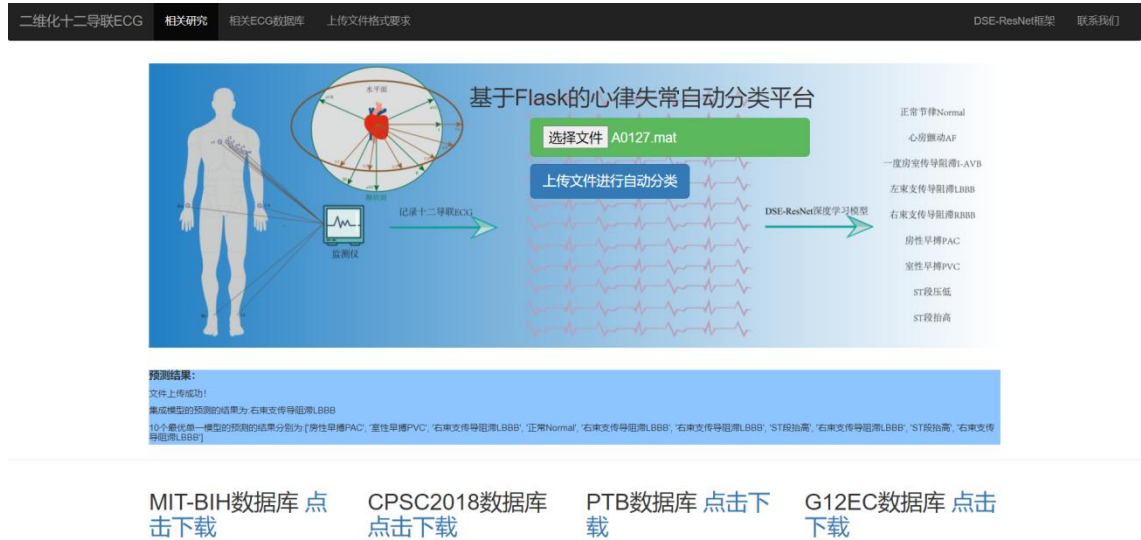 二维化十二导联ECG 相关研究 相关ECG数据库 上传文件格式要求 DSE-ResNet框架 联系我们
基于Flask的心律失常自动分类平台
选择文件 A0127.mat
上传文件进行自动分类
水平面
额状面
监测仪
记录十二导联ECG
DSE-ResNet深度学习模型
正常节律Normal
心房颤动AF
一度房室传导阻滞I-AVB
左束支传导阻滞LBBB
右束支传导阻滞RBBB
房性早搏PAC
室性早搏PVC
ST段压低
ST段抬高
预测结果：
文件上传成功！
集成模型的预测的结果为:右束支传导阻滞LBBB
10个最优单一模型的预测的结果分别为:['房性早搏PAC', '室性早搏PVC', '右束支传导阻滞LBBB', '正常Normal', '右束支传导阻滞LBBB', '右束支传导阻滞LBBB', 'ST段抬高', '右束支传导阻滞LBBB', 'ST段抬高', '右束支传
导阻滞LBBB']
MIT-BIH数据库 点
击下载
CPSC2018数据库
点击下载
PTB数据库 点击下
载
G12EC数据库 点击
下载